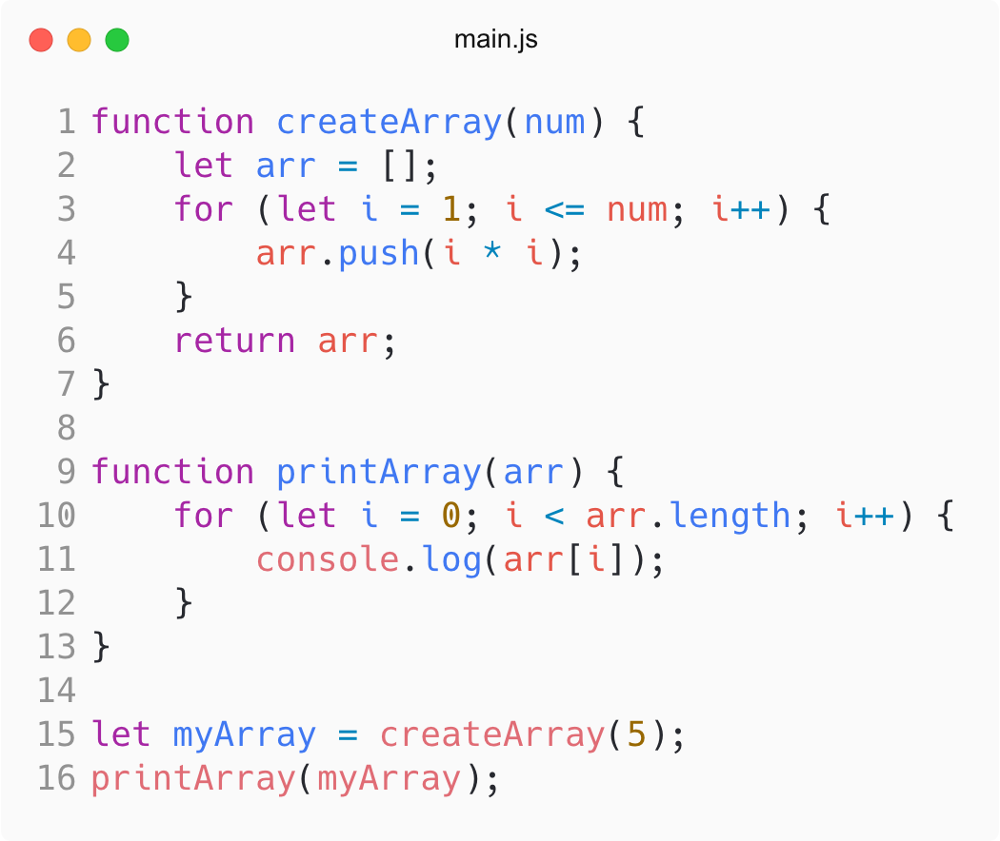 main.js
1 function createArray(num) {
2     let arr = [];
3     for (let i = 1; i <= num; i++) {
4         arr.push(i * i);
5     }
6     return arr;
7 }
8
9 function printArray(arr) {
10     for (let i = 0; i < arr.length; i++) {
11         console.log(arr[i]);
12     }
13 }
14
15 let myArray = createArray(5);
16 printArray(myArray);